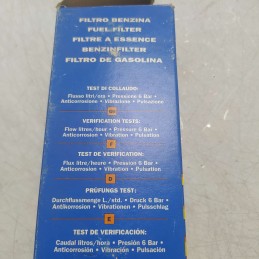 FILTRO BENZINA
FUEL FILTER
FILTRE A ESSENCE
BENZINFILTER
FILTRO DE GASOLINA
TEST DI COLLAUDO:
Flusso litri/ora • Pressione 6 Bar •
Anticorrosione • Vibrazione • Pulsazione
GB
VERIFICATION TESTS:
Flow litres/hour • Pressure 6 Bar •
Anticorrosion • Vibration • Pulsation
F
TEST DE VERIFICATION:
Flux litre/heure • Pression 6 Bar •
Anticorrosion • Vibration • Pulsation
D
PRÜFUNGS TEST:
Durchflussmenge L./std. • Druck 6 Bar •
Antikorrosion • Vibrationen • Pulsschlag
E
TEST DE VERIFICACIÓN:
Caudal litros/hora • Presión 6 Bar •
Anticorrosión • Vibración • Pulsación